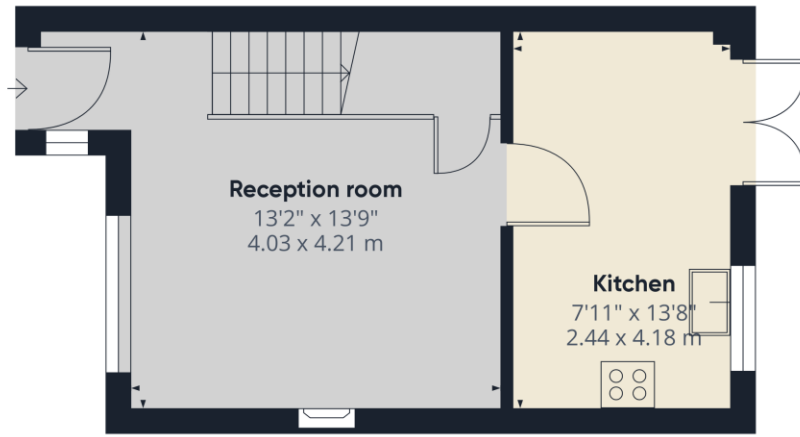 Reception room
13'2" x 13'9"
4.03 x 4.21 m
Kitchen
7'11" x 13'8"
2.44 x 4.18 m